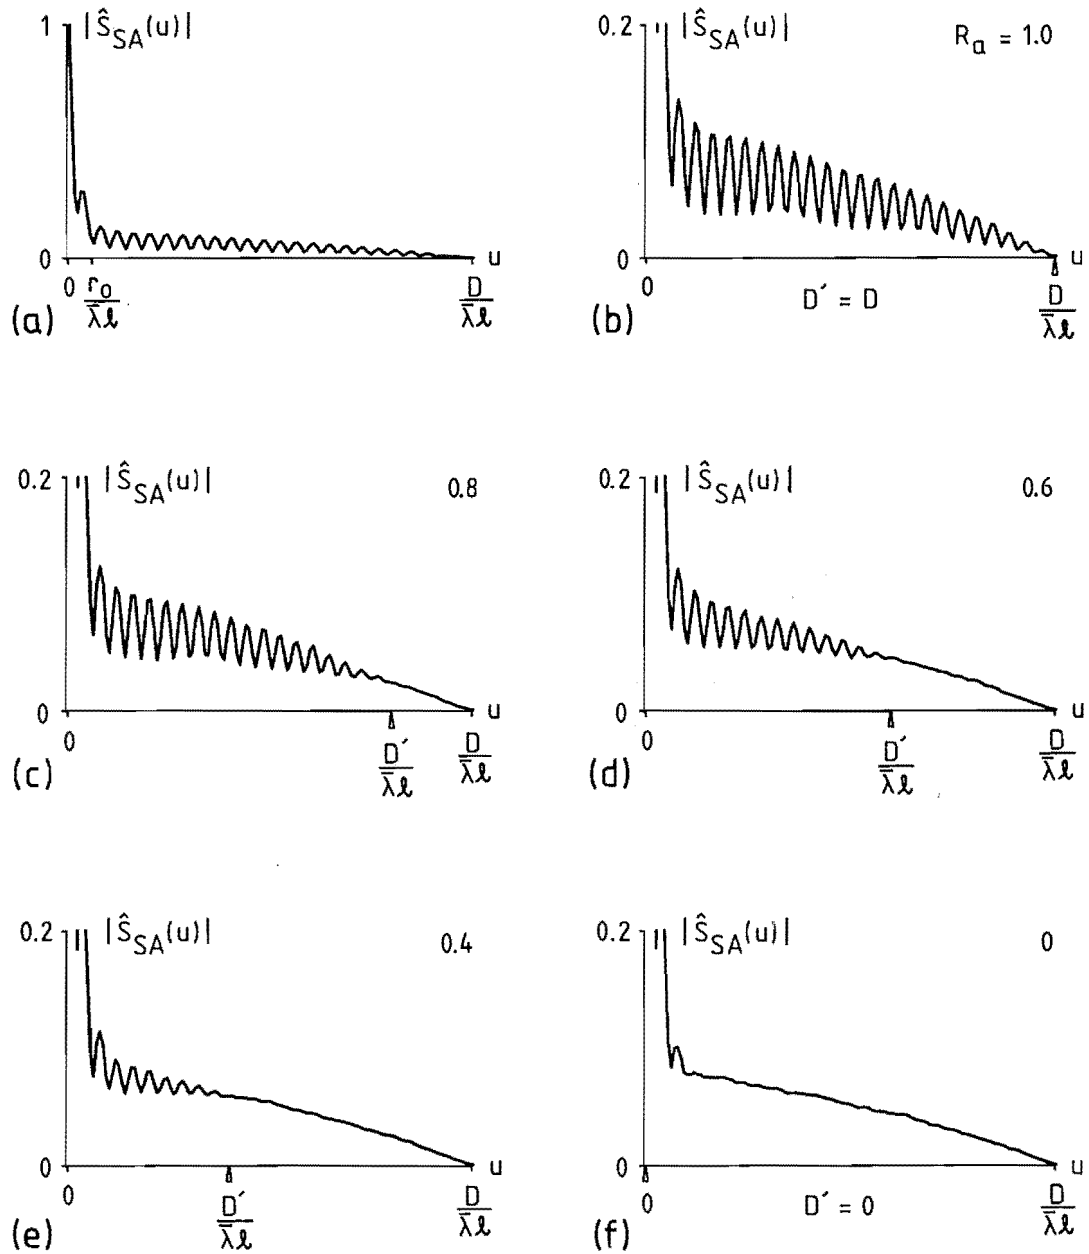 1 |Ŝ_SA(u)|
0 u
0 r₀/λ̄ℓ D/λ̄ℓ
(a)
0.2 |Ŝ_SA(u)| Rₐ = 1.0
0 u
0 D′ = D D/λ̄ℓ
(b)
0.2 |Ŝ_SA(u)| 0.8
0 u
0 D′/λ̄ℓ D/λ̄ℓ
(c)
0.2 |Ŝ_SA(u)| 0.6
0 u
0 D′/λ̄ℓ D/λ̄ℓ
(d)
0.2 |Ŝ_SA(u)| 0.4
0 u
0 D′/λ̄ℓ D/λ̄ℓ
(e)
0.2 |Ŝ_SA(u)| 0
0 u
0 D′ = 0 D/λ̄ℓ
(f)